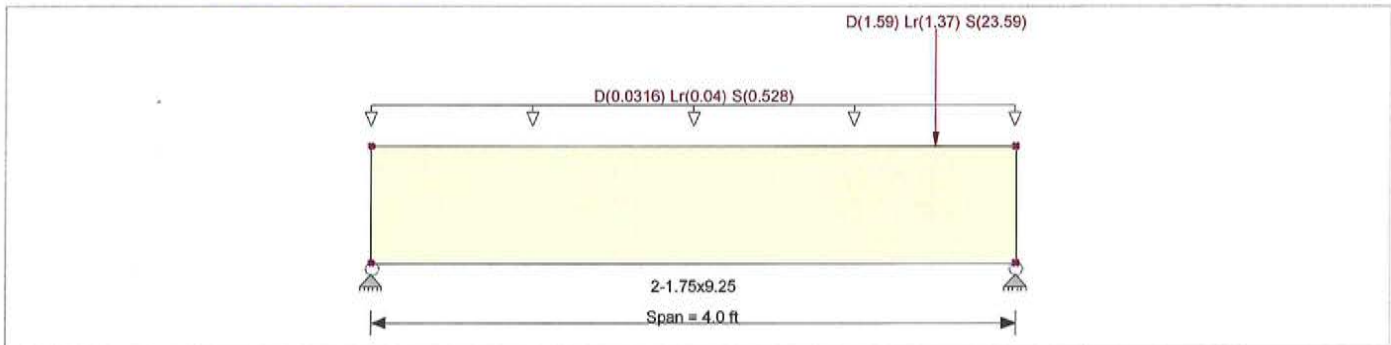 D(1.59) Lr(1.37) S(23.59)
D(0.0316) Lr(0.04) S(0.528)
2-1.75x9.25
Span = 4.0 ft